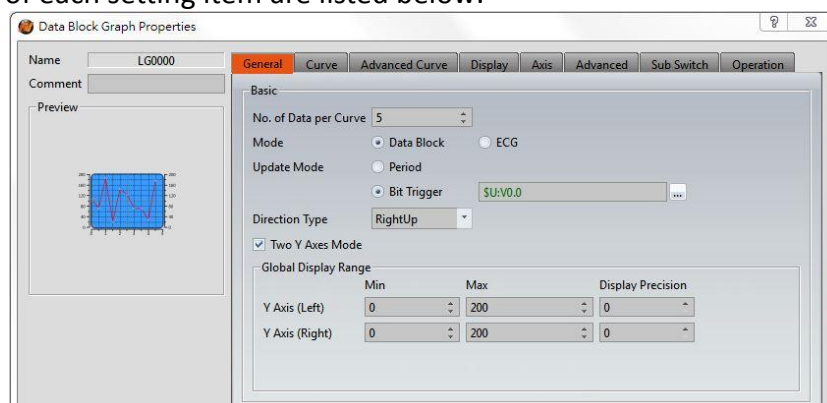 of each setting item are listed below.
Data Block Graph Properties
Name LG0000
Comment
Preview
General Curve Advanced Curve Display Axis Advanced Sub Switch Operation
Basic
No. of Data per Curve 5
Mode Data Block ECG
Update Mode Period
Bit Trigger $U:V0.0 ...
Direction Type RightUp
Two Y Axes Mode
Global Display Range
Min Max Display Precision
Y Axis (Left) 0 200 0
Y Axis (Right) 0 200 0